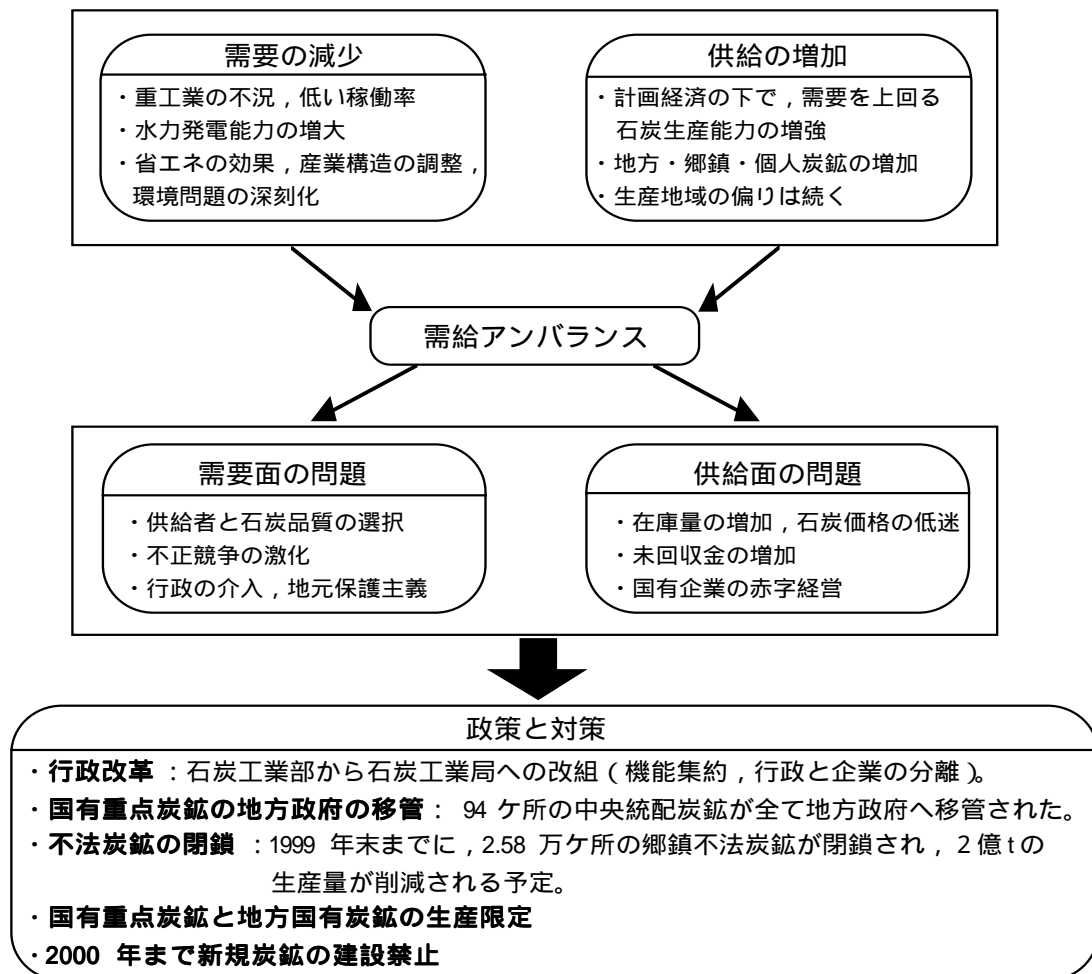 需要の減少
・重工業の不況，低い稼働率
・水力発電能力の増大
・省エネの効果，産業構造の調整，
環境問題の深刻化
供給の増加
・計画経済の下で，需要を上回る
石炭生産能力の増強
・地方・郷鎮・個人炭鉱の増加
・生産地域の偏りは続く
需給アンバランス
需要面の問題
・供給者と石炭品質の選択
・不正競争の激化
・行政の介入，地元保護主義
供給面の問題
・在庫量の増加，石炭価格の低迷
・未回収金の増加
・国有企業の赤字経営
政策と対策
・行政改革：石炭工業部から石炭工業局への改組（機能集約，行政と企業の分離）。
・国有重点炭鉱の地方政府の移管： 94 ケ所の中央統配炭鉱が全て地方政府へ移管された。
・不法炭鉱の閉鎖：1999 年末までに，2.58 万ケ所の郷鎮不法炭鉱が閉鎖され，2億tの
生産量が削減される予定。
・国有重点炭鉱と地方国有炭鉱の生産限定
・2000 年まで新規炭鉱の建設禁止